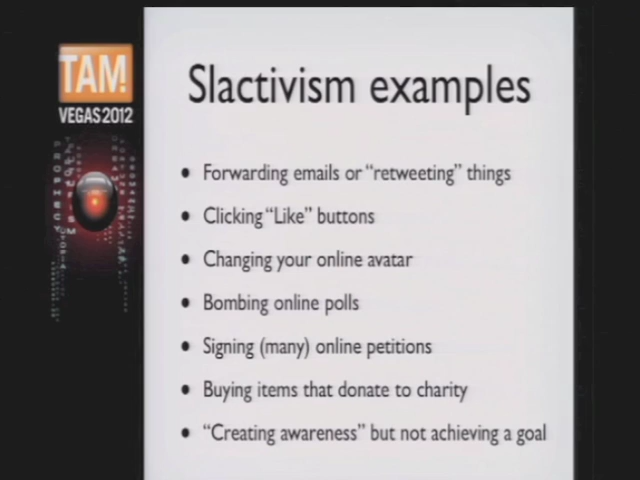 TAM!
VEGAS 2012
Slactivism examples
• Forwarding emails or “retweeting” things
• Clicking “Like” buttons
• Changing your online avatar
• Bombing online polls
• Signing (many) online petitions
• Buying items that donate to charity
• “Creating awareness” but not achieving a goal